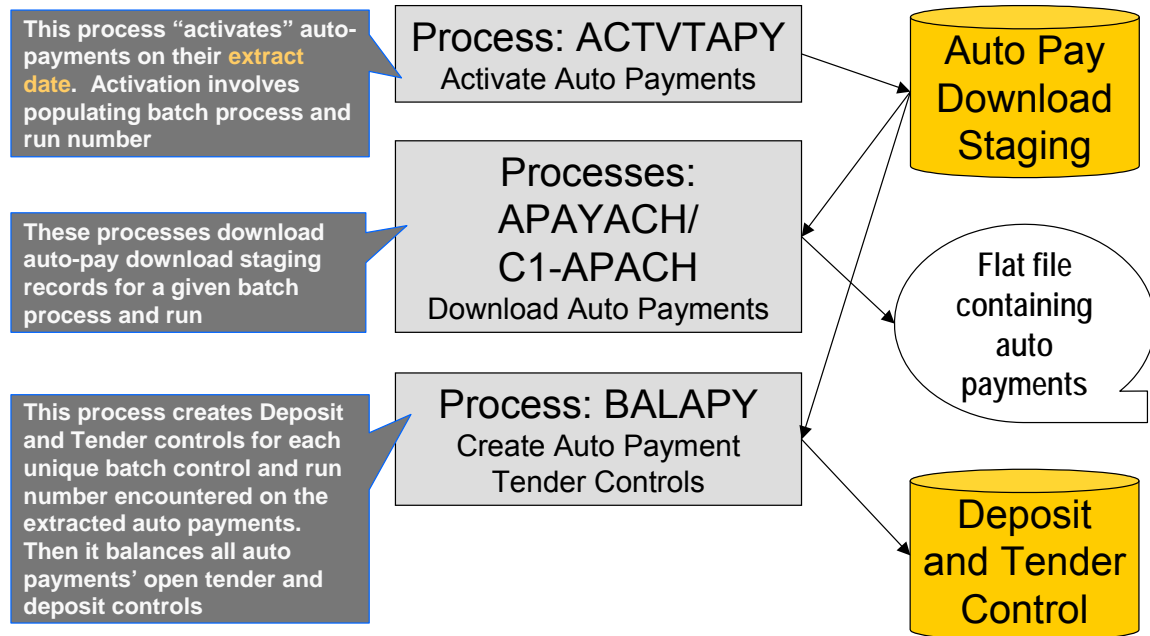 This process “activates” auto-
payments on their extract
date.  Activation involves
populating batch process and
run number
Process: ACTVTAPY
Activate Auto Payments
Auto Pay
Download
Staging
These processes download
auto-pay download staging
records for a given batch
process and run
Processes:
APAYACH/
C1-APACH
Download Auto Payments
Flat file
containing
auto
payments
This process creates Deposit
and Tender controls for each
unique batch control and run
number encountered on the
extracted auto payments.
Then it balances all auto
payments’ open tender and
deposit controls
Process: BALAPY
Create Auto Payment
Tender Controls
Deposit
and Tender
Control